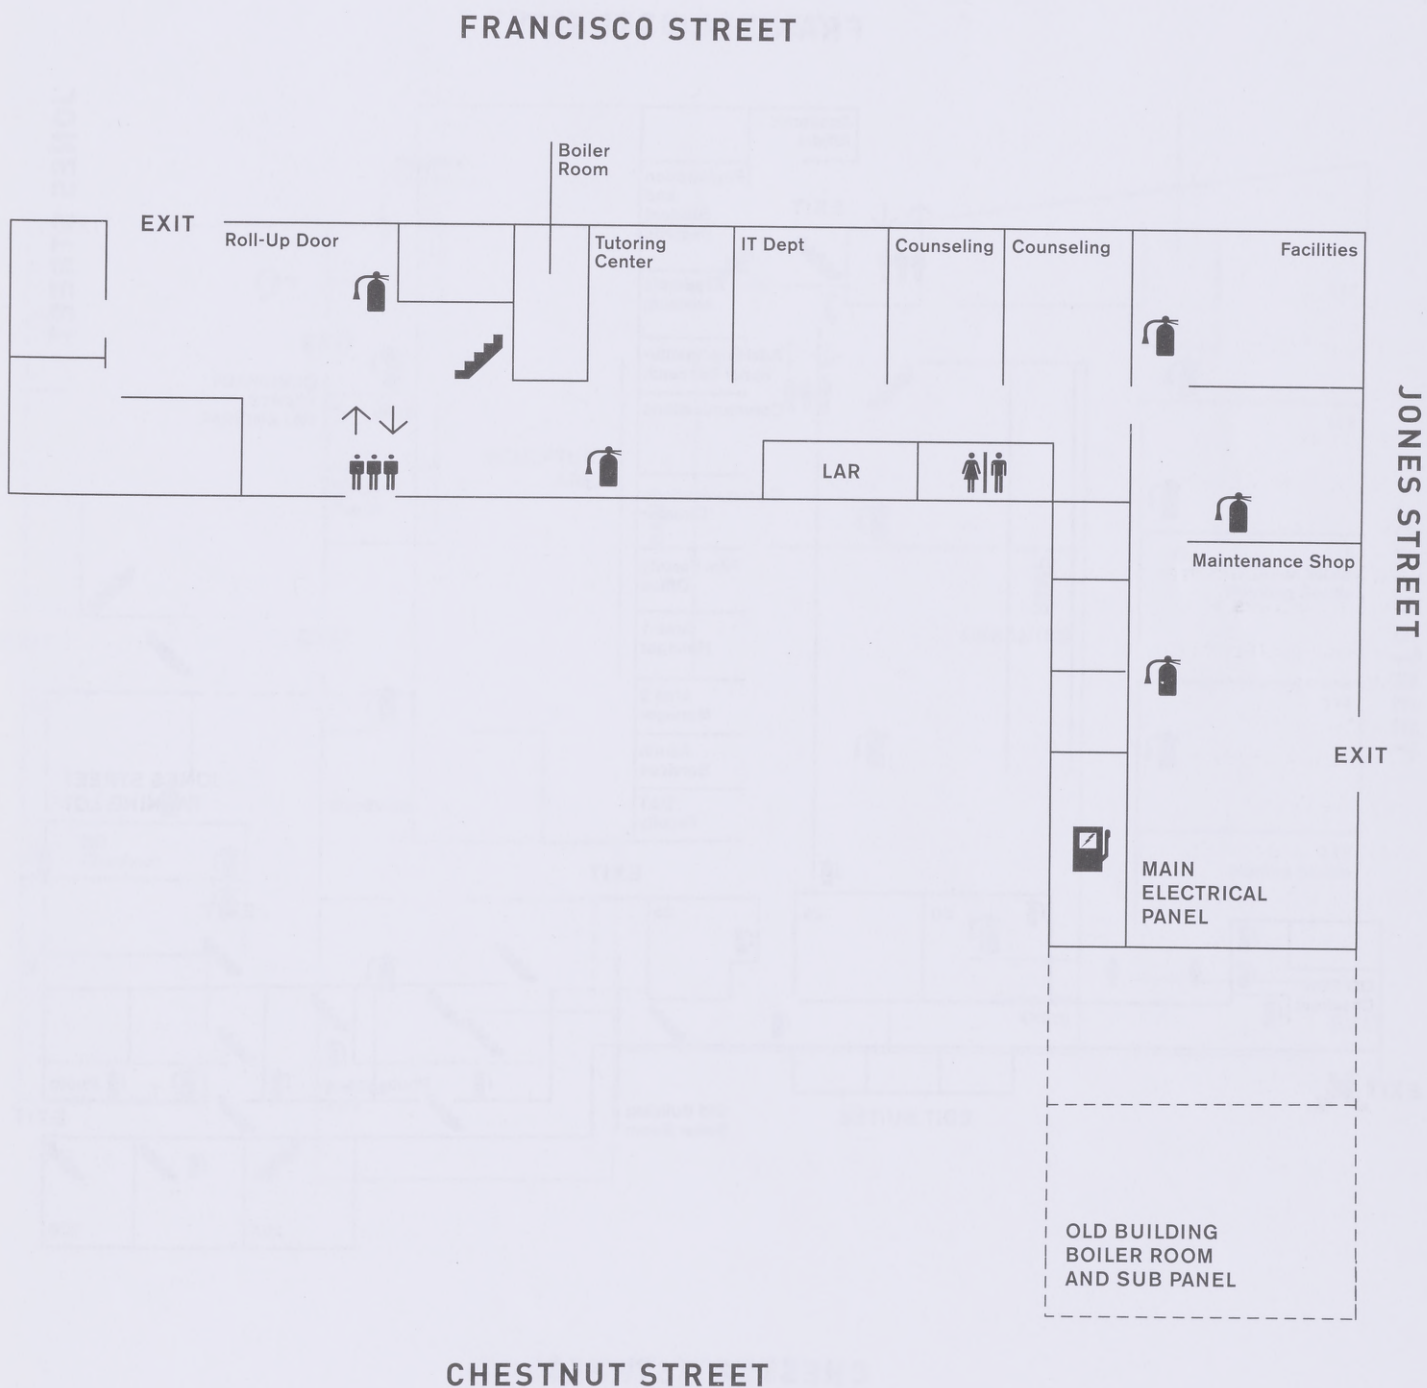 FRANCISCO STREET
Boiler
Room
EXIT
Roll-Up Door
Tutoring
Center
IT Dept
Counseling
Counseling
Facilities
JONES STREET
LAR
Maintenance Shop
EXIT
MAIN
ELECTRICAL
PANEL
OLD BUILDING
BOILER ROOM
AND SUB PANEL
CHESTNUT STREET